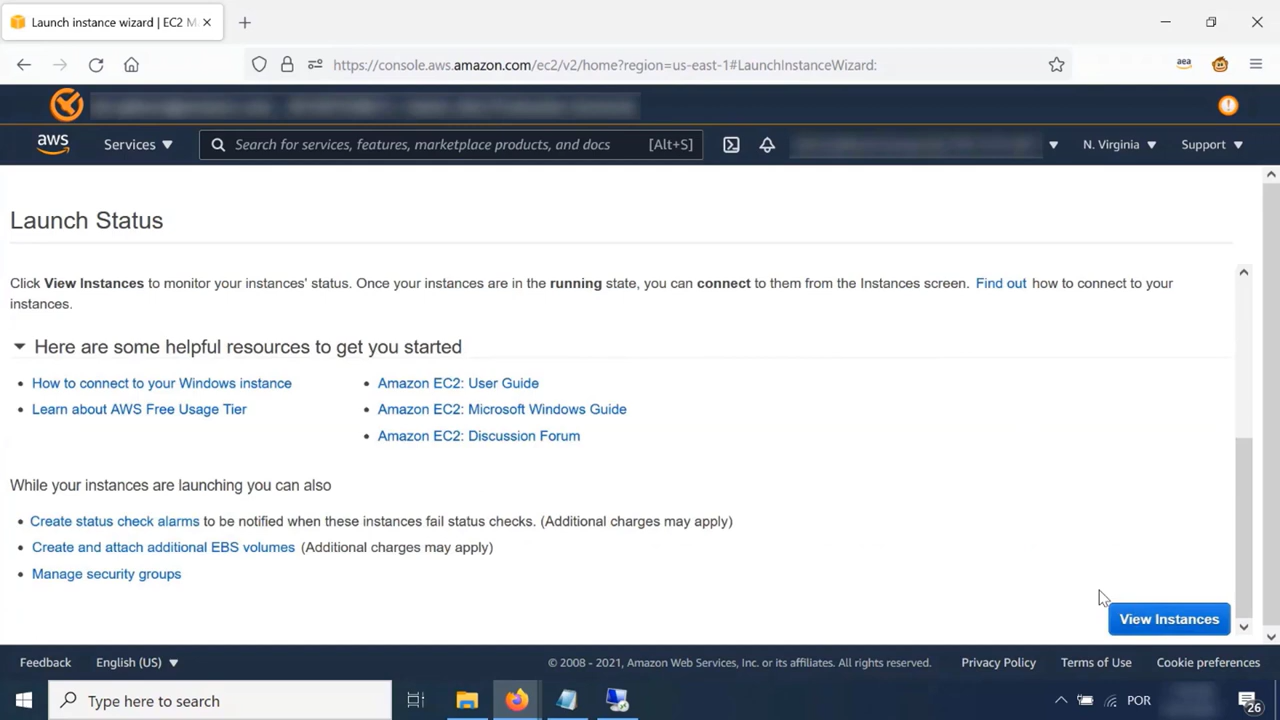 Launch instance wizard | EC2 M
https://console.aws.amazon.com/ec2/v2/home?region=us-east-1#LaunchInstanceWizard:
aea
aws
Services
Search for services, features, marketplace products, and docs [Alt+S]
N. Virginia
Support
Launch Status
Click View Instances to monitor your instances' status. Once your instances are in the running state, you can connect to them from the Instances screen. Find out how to connect to your
instances.
Here are some helpful resources to get you started
• How to connect to your Windows instance
• Amazon EC2: User Guide
• Learn about AWS Free Usage Tier
• Amazon EC2: Microsoft Windows Guide
• Amazon EC2: Discussion Forum
While your instances are launching you can also
• Create status check alarms to be notified when these instances fail status checks. (Additional charges may apply)
• Create and attach additional EBS volumes (Additional charges may apply)
• Manage security groups
View Instances
Feedback
English (US)
© 2008 - 2021, Amazon Web Services, Inc. or its affiliates. All rights reserved.
Privacy Policy
Terms of Use
Cookie preferences
Type here to search
POR
26